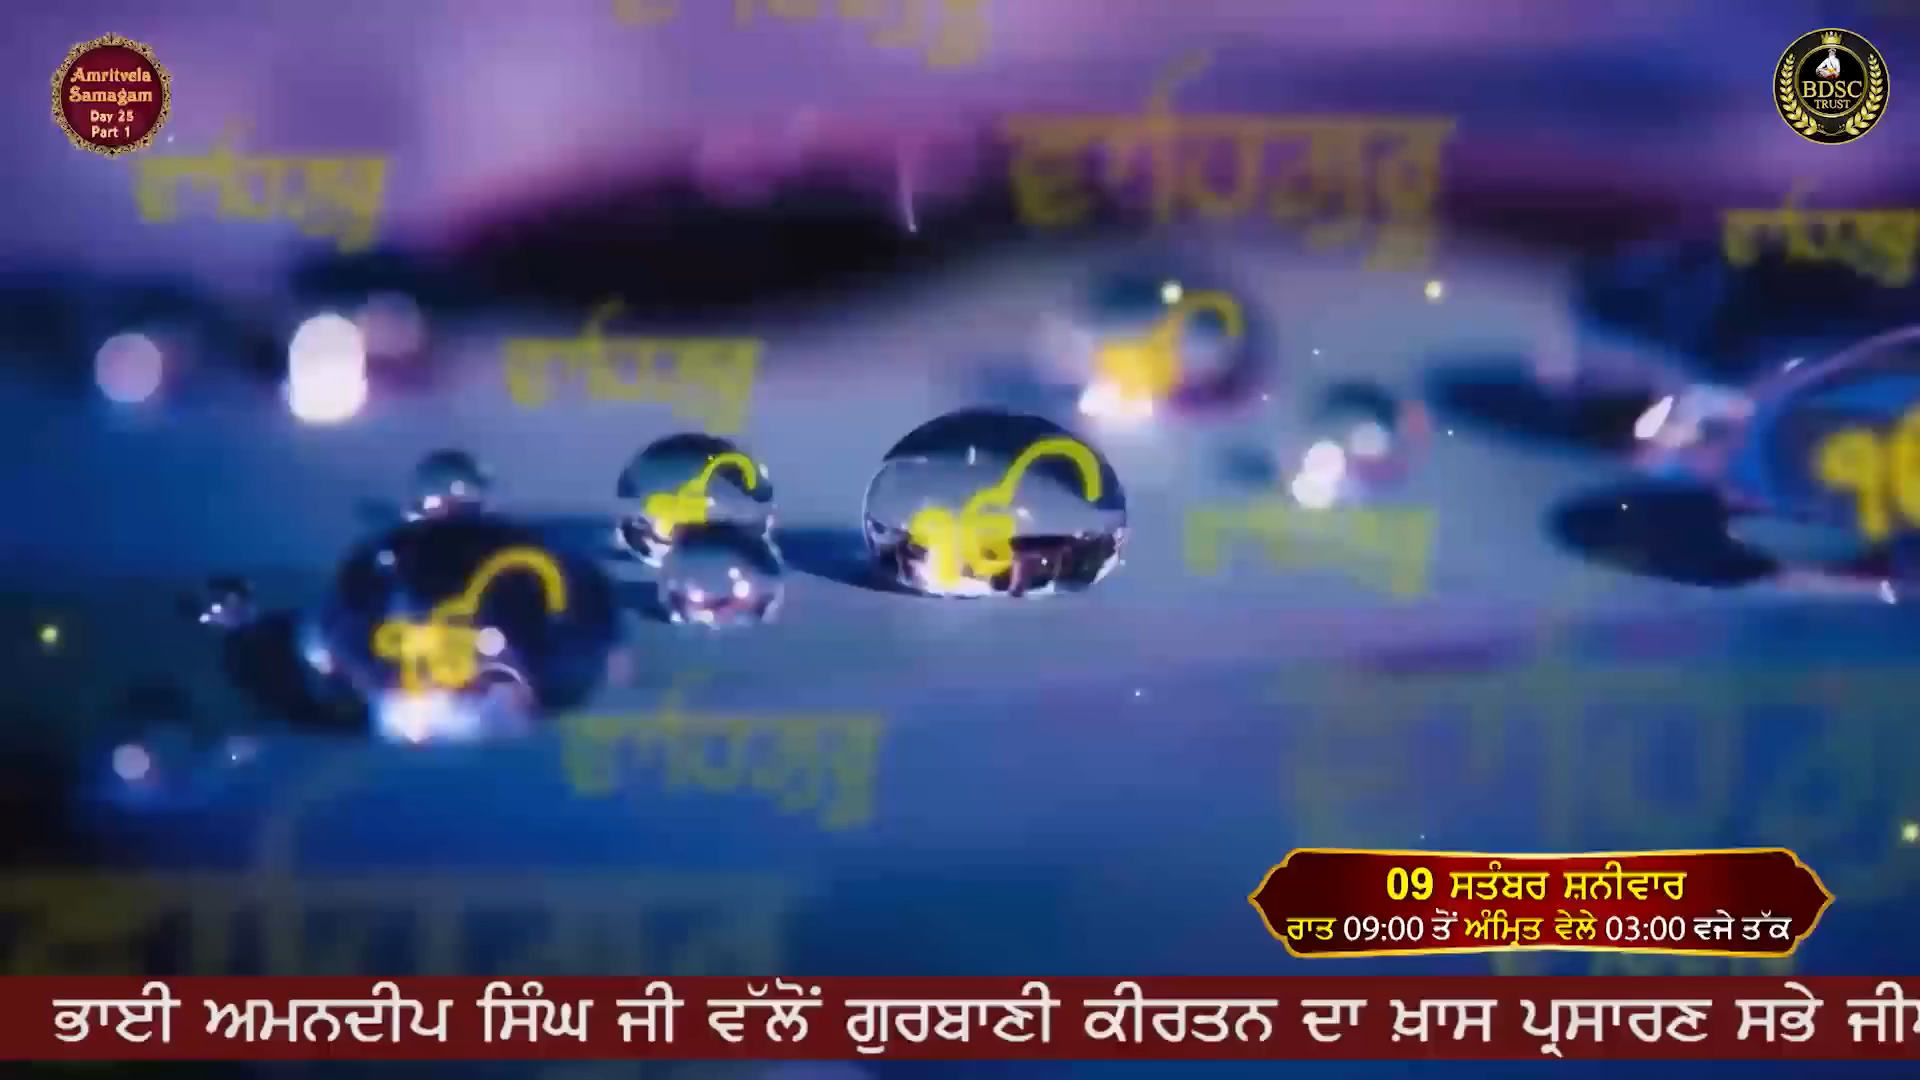 Amritvela
Samagam
Day 25
Part 1
BDSC
TRUST
ਵਾਹਿਗੁਰੂ
ੴ
ੴ
ੴ
09 ਸਤੰਬਰ ਸ਼ਨੀਵਾਰ
ਰਾਤ 09:00 ਤੋਂ ਅੰਮ੍ਰਿਤ ਵੇਲੇ 03:00 ਵਜੇ ਤੱਕ
ਭਾਈ ਅਮਨਦੀਪ ਸਿੰਘ ਜੀ ਵੱਲੋਂ ਗੁਰਬਾਣੀ ਕੀਰਤਨ ਦਾ ਖ਼ਾਸ ਪ੍ਰਸਾਰਣ ਸਭੇ